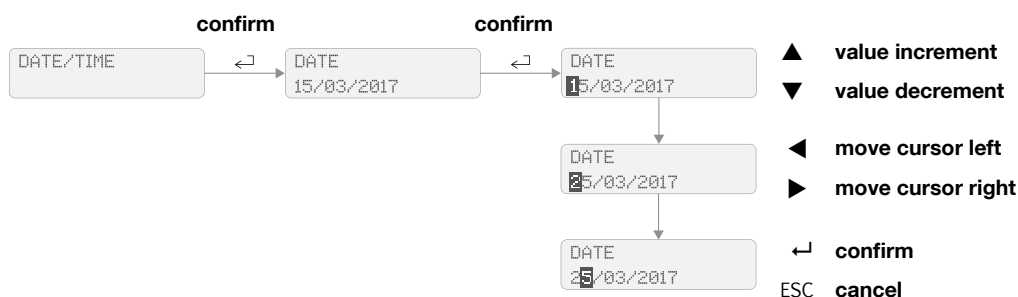 confirm
confirm
DATE/TIME
DATE
15/03/2017
DATE
15/03/2017
DATE
25/03/2017
DATE
25/03/2017
▲ value increment
▼ value decrement
◀ move cursor left
▶ move cursor right
↵ confirm
ESC cancel